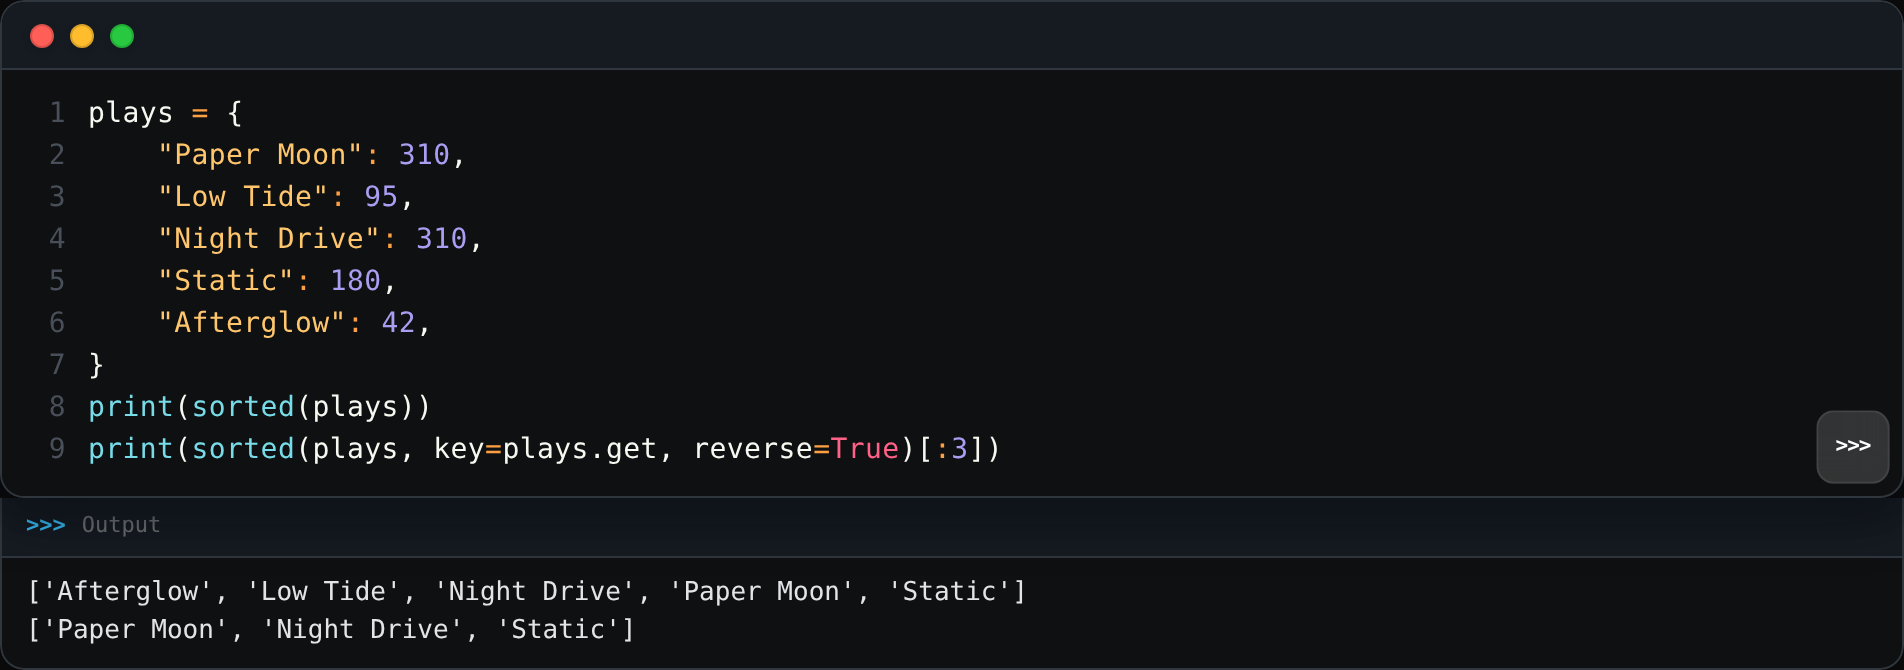 1 plays = {
2     "Paper Moon": 310,
3     "Low Tide": 95,
4     "Night Drive": 310,
5     "Static": 180,
6     "Afterglow": 42,
7 }
8 print(sorted(plays))
9 print(sorted(plays, key=plays.get, reverse=True)[:3])
>>>
>>> Output
['Afterglow', 'Low Tide', 'Night Drive', 'Paper Moon', 'Static']
['Paper Moon', 'Night Drive', 'Static']